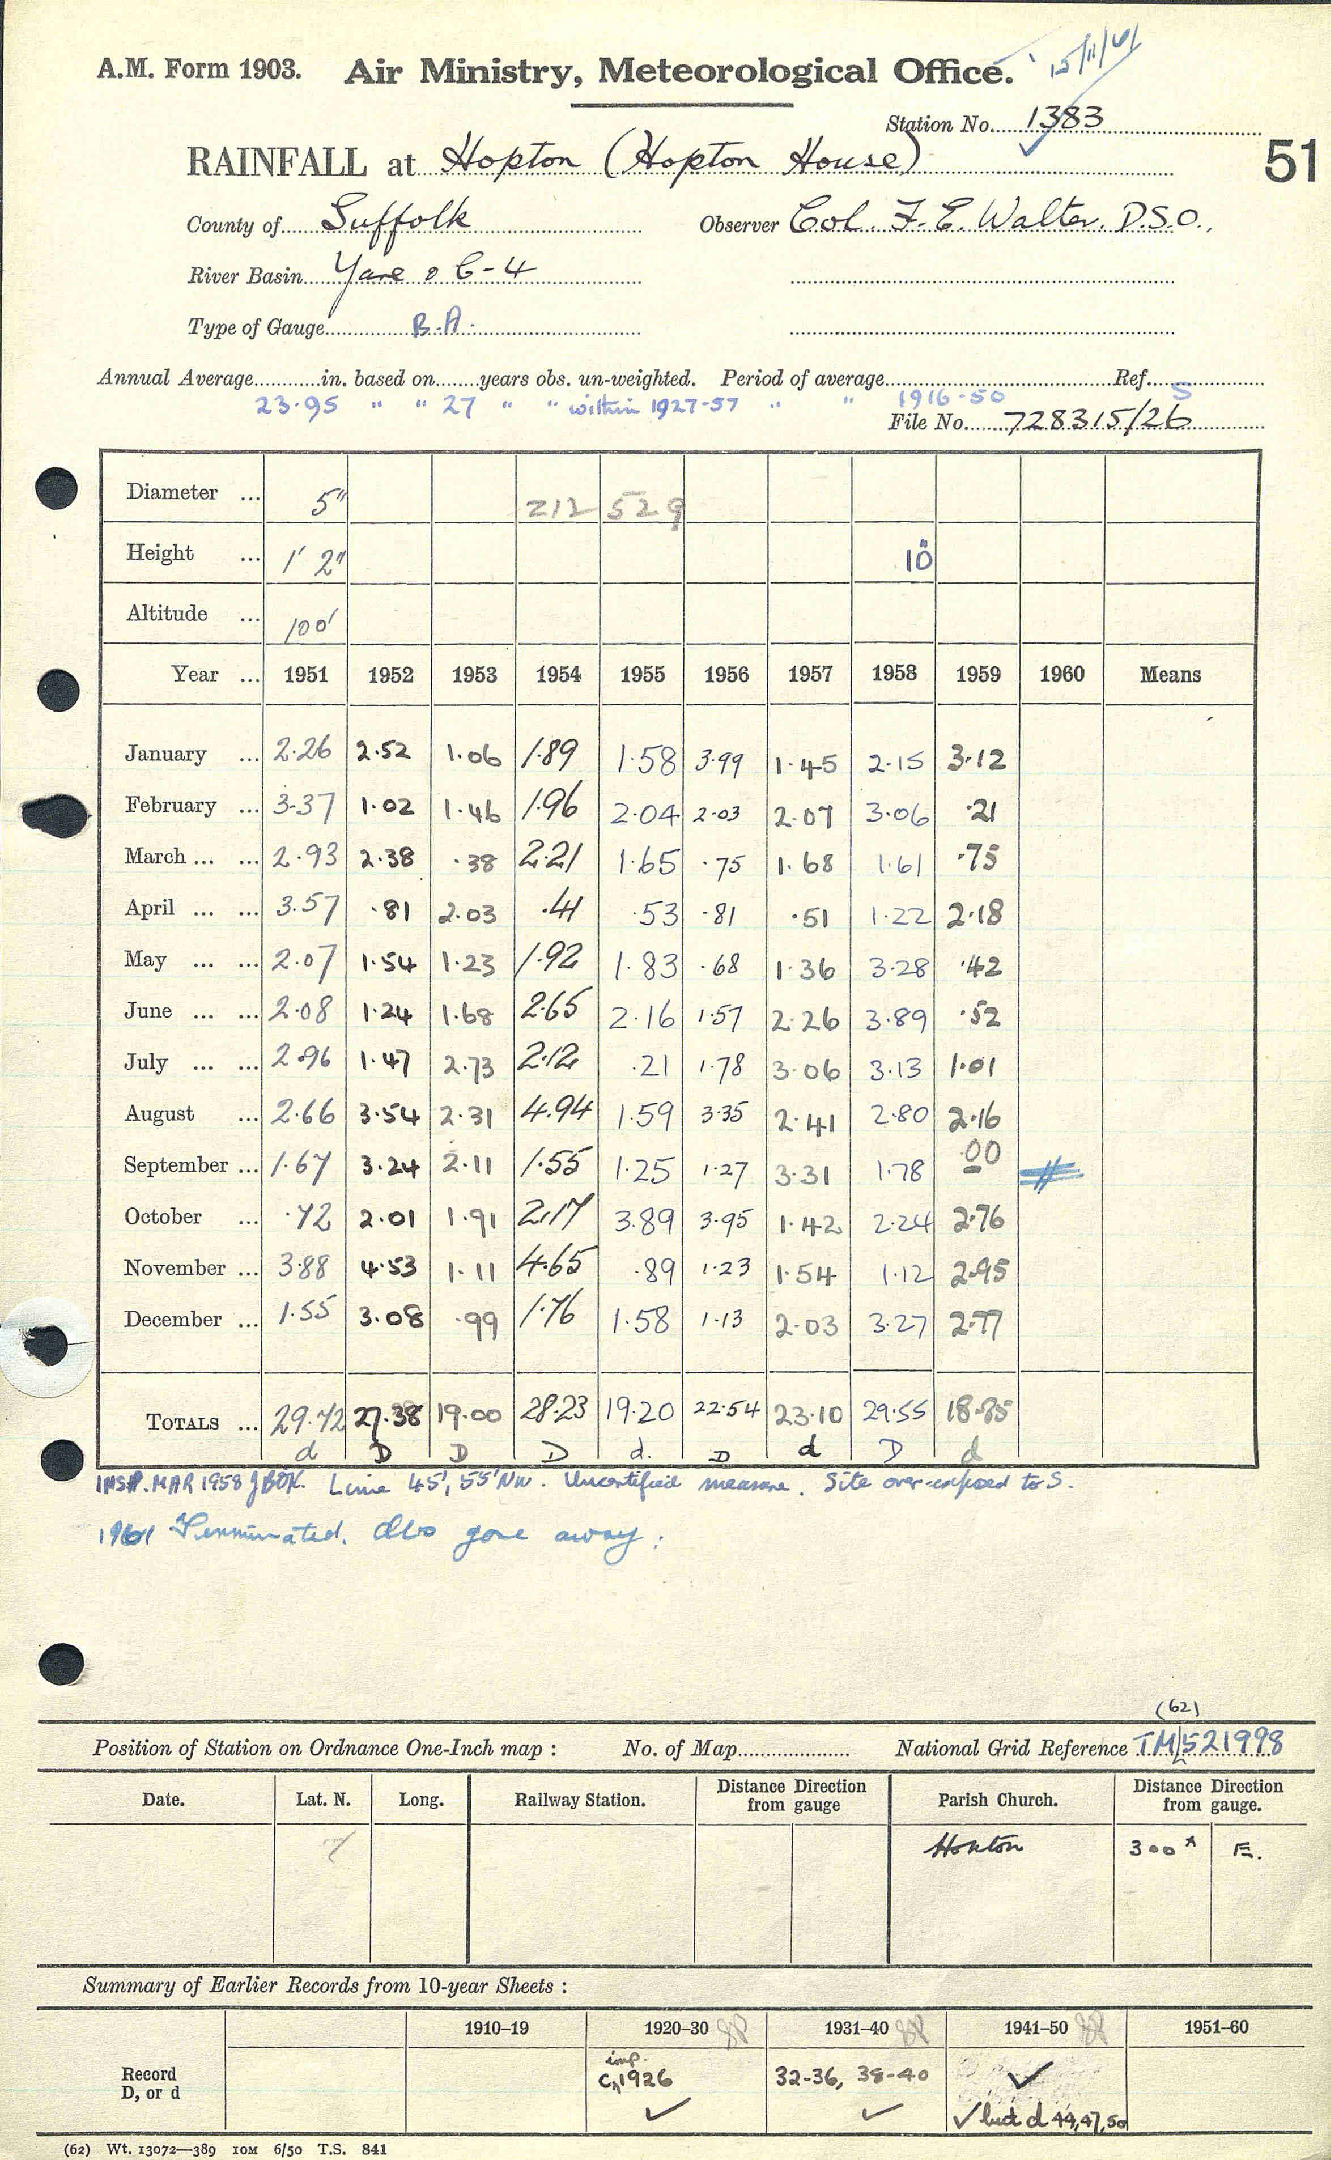 A.M. Form 1903. Air Ministry, Meteorological Office. 15/11/61
Station No. 1383
RAINFALL at Hopton (Hopton House)
51
County of Suffolk Observer Col. F. E. Walter. D.S.O.,
River Basin Yare 6-4
Type of Gauge B.A.
Annual Average in. based on years obs. un-weighted. Period of average Ref. S
23.95 " " 27 " " within 1927-57 " " 1916-50
File No. 728315/26
Diameter ... 5" 212 529
Height ... 1' 2" 10"
Altitude ... 100'
Year ... 1951 1952 1953 1954 1955 1956 1957 1958 1959 1960 Means
January ... 2.26 2.52 1.06 1.89 1.58 3.99 1.45 2.15 3.12
February ... 3.37 1.02 1.46 1.96 2.04 2.03 2.07 3.06 .21
March ... ... 2.93 2.38 .38 2.21 1.65 .75 1.68 1.61 .75
April ... ... 3.57 .81 2.03 .41 .53 .81 .51 1.22 2.18
May ... ... 2.07 1.54 1.23 1.92 1.83 .68 1.36 3.28 .42
June ... ... 2.08 1.24 1.68 2.65 2.16 1.57 2.26 3.89 .52
July ... ... 2.96 1.47 2.73 2.12 .21 1.78 3.06 3.13 1.01
August ... 2.66 3.54 2.31 4.94 1.59 3.35 2.41 2.80 2.16
September ... 1.67 3.24 2.11 1.55 1.25 1.27 3.31 1.78 .00
October ... .72 2.01 1.91 2.17 3.89 3.95 1.42 2.24 2.76
November ... 3.88 4.53 1.11 4.65 .89 1.23 1.54 1.12 2.95
December ... 1.55 3.08 .99 1.76 1.58 1.13 2.03 3.27 2.77
TOTALS ... 29.72 27.38 19.00 28.23 19.20 22.54 23.10 29.55 18.85
d D D D d. D d D d
INSP. MAR 1958 Lime 45', 55' NW. Uncertified measure. Site over-exposed to S.
1961 Terminated. Obs gone away.
(62)
Position of Station on Ordnance One-Inch map : No. of Map National Grid Reference TM/521998
Date. Lat. N. Long. Railway Station. Distance Direction from gauge Parish Church. Distance Direction from gauge.
Hopton 300x E.
Summary of Earlier Records from 10-year Sheets :
1910–19 1920–30 1931–40 1941–50 1951–60
Record D, or d
imp.
1926 32-36, 38-40 ✓
✓ ✓ ✓ but d 44,47,50
(62) Wt. 13072—389 10M 6/50 T.S. 841